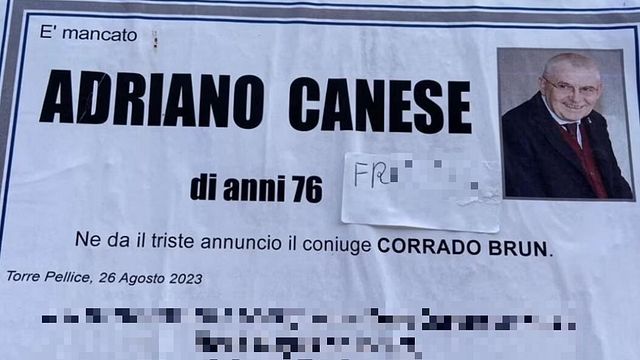 E' mancato
ADRIANO CANESE
di anni 76
FR
Ne da il triste annuncio il coniuge CORRADO BRUN.
Torre Pellice, 26 Agosto 2023